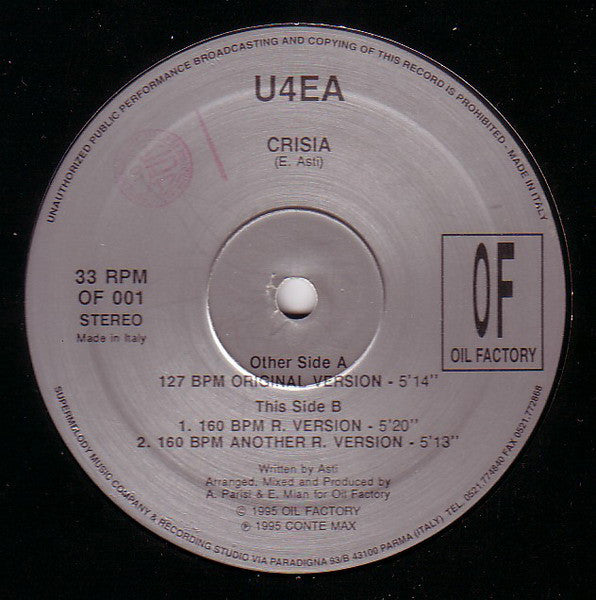 UNAUTHORIZED PUBLIC PERFORMANCE BROADCASTING AND COPYING OF THIS RECORD IS PROHIBITED - MADE IN ITALY
U4EA
CRISIA
(E. Asti)
33 RPM
OF 001
STEREO
Made in Italy
OF
OIL FACTORY
Other Side A
127 BPM ORIGINAL VERSION - 5'14''
This Side B
1. 160 BPM R. VERSION - 5'20''
2. 160 BPM ANOTHER R. VERSION - 5'13''
Written by Asti
Arranged, Mixed and Produced by
A. Parisi & E. Mian for Oil Factory
© 1995 OIL FACTORY
℗ 1995 CONTE MAX
SUPERMOLODY MUSIC COMPANY & RECORDING STUDIO VIA PARADIGNA 93/B 43100 PARMA (ITALY) TEL. 0521.774640 FAX 0521.772868